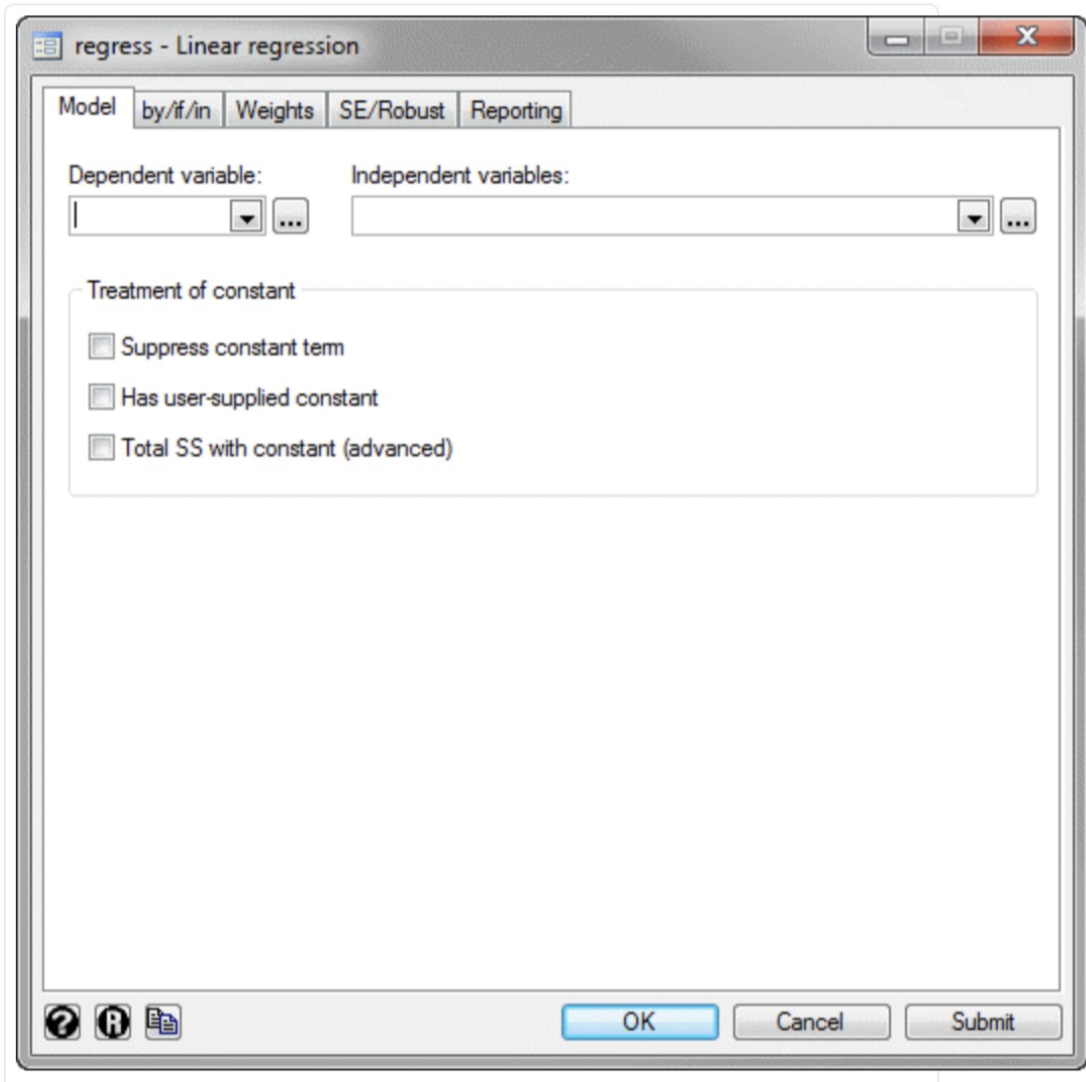 regress - Linear regression
Model by/if/in Weights SE/Robust Reporting
Dependent variable: Independent variables:
... ...
Treatment of constant
Suppress constant term
Has user-supplied constant
Total SS with constant (advanced)
? R OK Cancel Submit